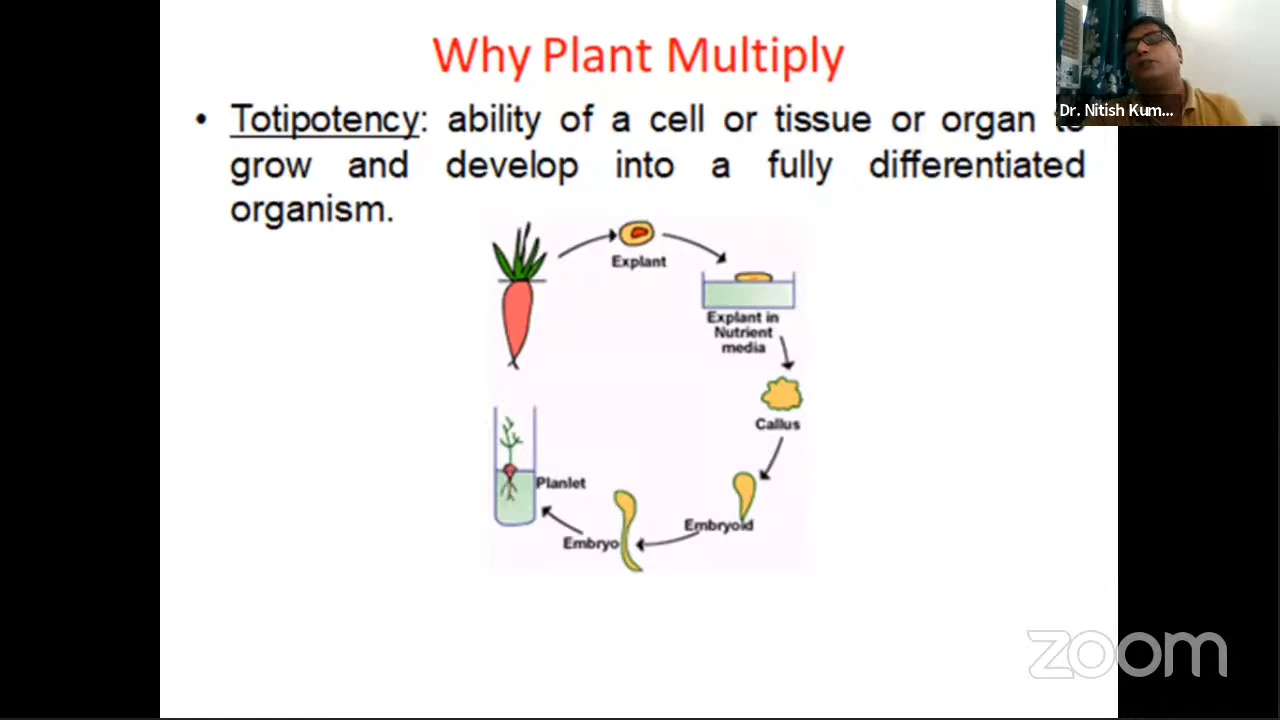 Why Plant Multiply
Dr. Nitish Kum...
• Totipotency: ability of a cell or tissue or organ to
grow and develop into a fully differentiated
organism.
Explant
Explant in
Nutrient
media
Callus
Embryoid
Embryo
Planlet
zoom